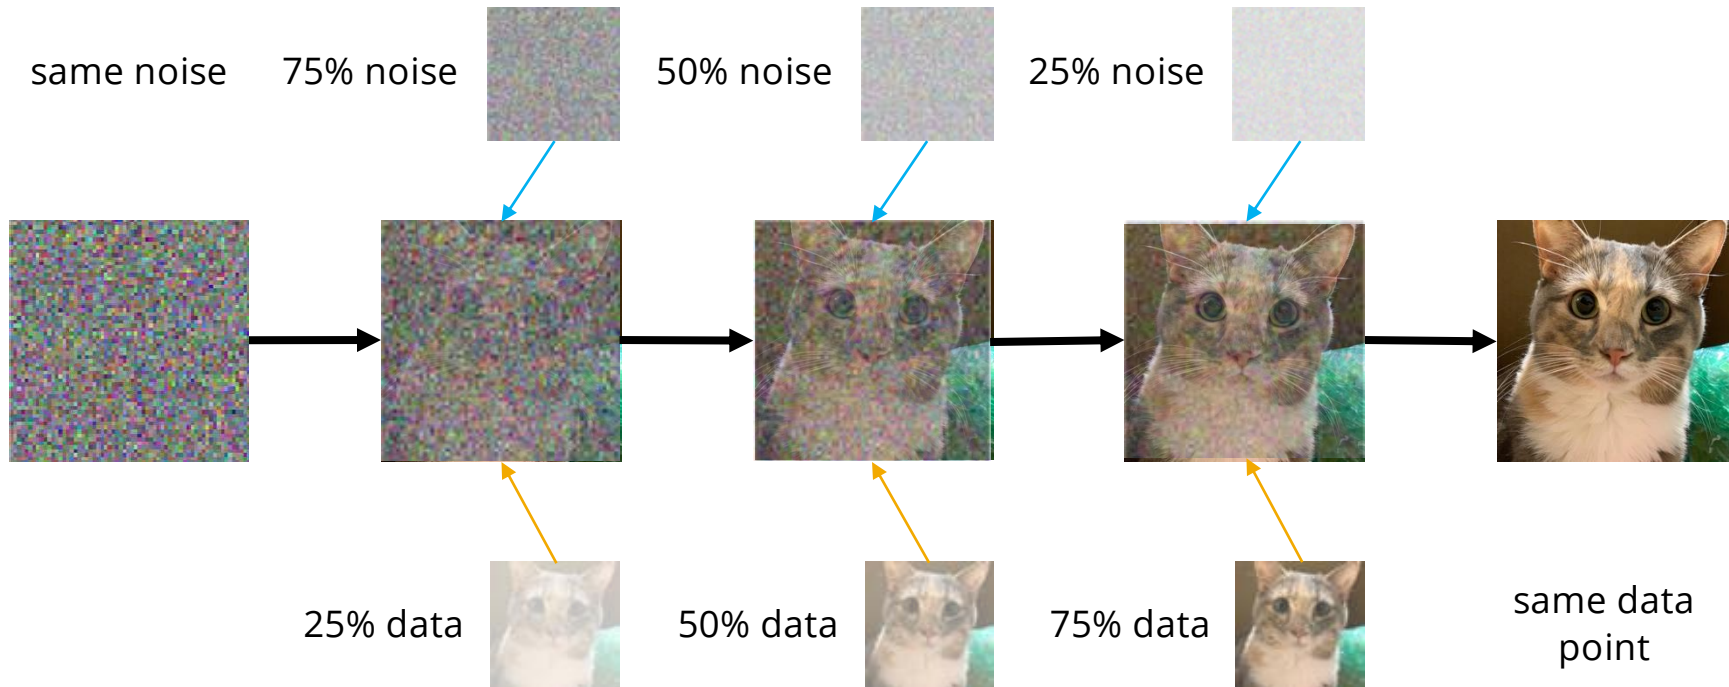 same noise
75% noise
50% noise
25% noise
25% data
50% data
75% data
same data
point